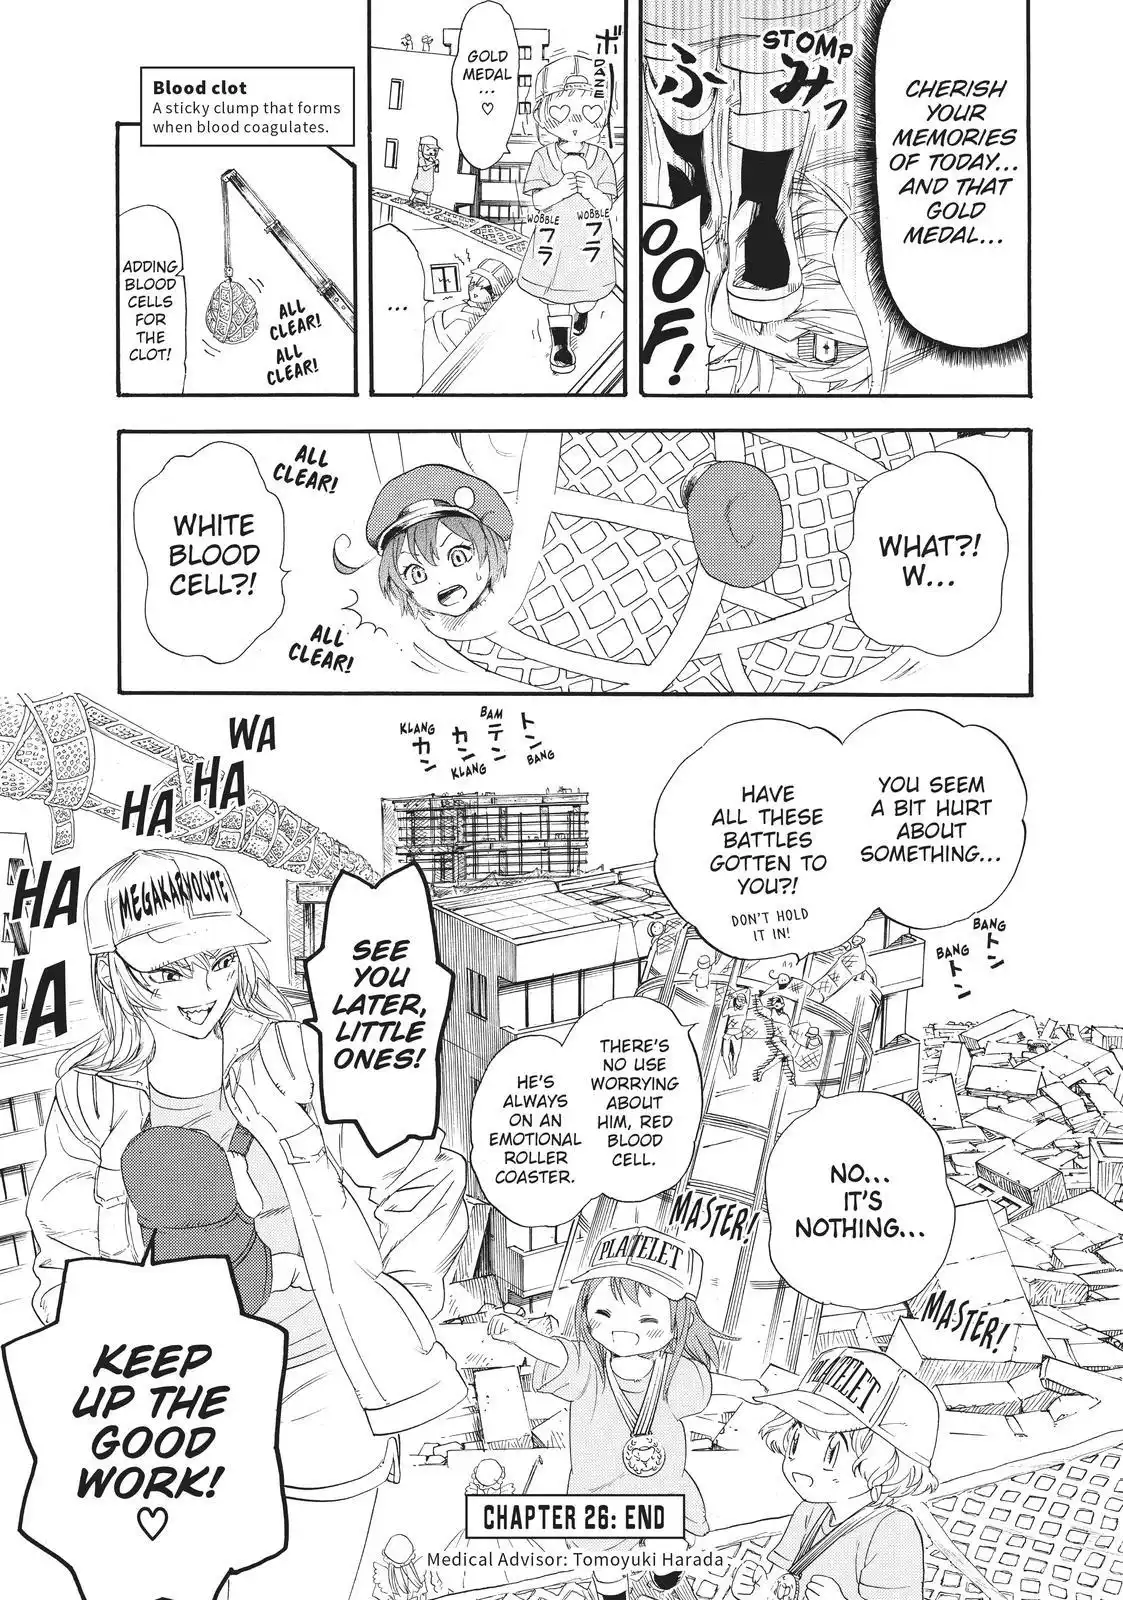 CHERISH
YOUR
MEMORIES
OF TODAY...
AND THAT
GOLD
MEDAL...
STOMP
ふみっ
OOF!
GOLD
MEDAL
...
♡
ボー
DAZE
WOBBLE
フラ
WOBBLE
フラ
...
Blood clot
A sticky clump that forms
when blood coagulates.
ALL
CLEAR!
ALL
CLEAR!
ADDING
BLOOD
CELLS
FOR
THE
CLOT!
WHAT?!
W...
ALL
CLEAR!
WHITE
BLOOD
CELL?!
ALL
CLEAR!
YOU SEEM
A BIT HURT
ABOUT
SOMETHING...
HAVE
ALL THESE
BATTLES
GOTTEN TO
YOU?!
DON'T HOLD
IT IN!
BANG
トン
BANG
トン
トン
BANG
BAM
テン
カン
KLANG
KLANG
カン
WA
HA
HA
HA
HA
MEGAKARYOCYTE
SEE
YOU
LATER,
LITTLE
ONES!
THERE'S
NO USE
WORRYING
ABOUT
HIM, RED
BLOOD
CELL.
HE'S
ALWAYS
ON AN
EMOTIONAL
ROLLER
COASTER.
NO...
IT'S
NOTHING...
MASTER!
PLATELET
MASTER!
PLATELET
KEEP
UP THE
GOOD
WORK!
♡
CHAPTER 26: END
Medical Advisor: Tomoyuki Harada